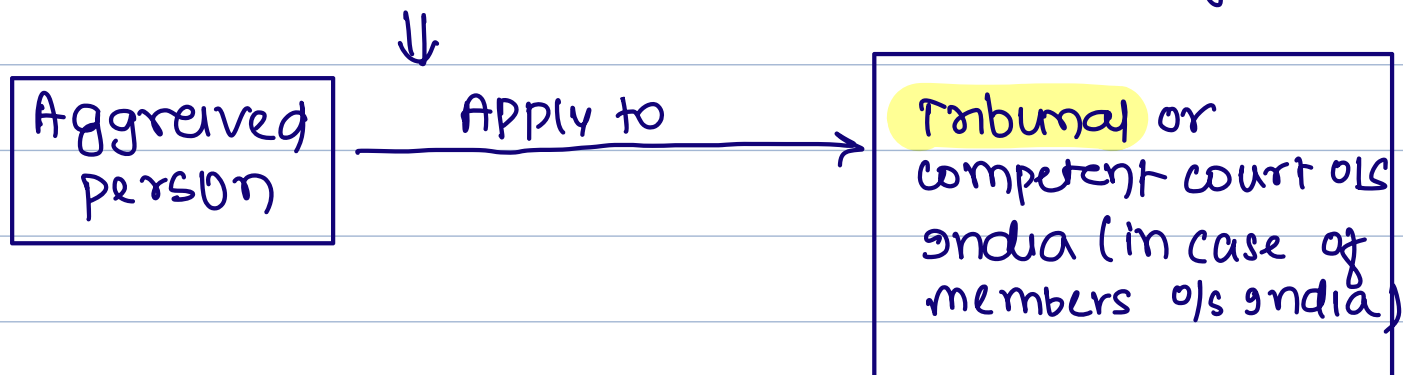 Aggreived
person
Apply to
Tribunal or
competent court o/s
India (in case of
members o/s India)